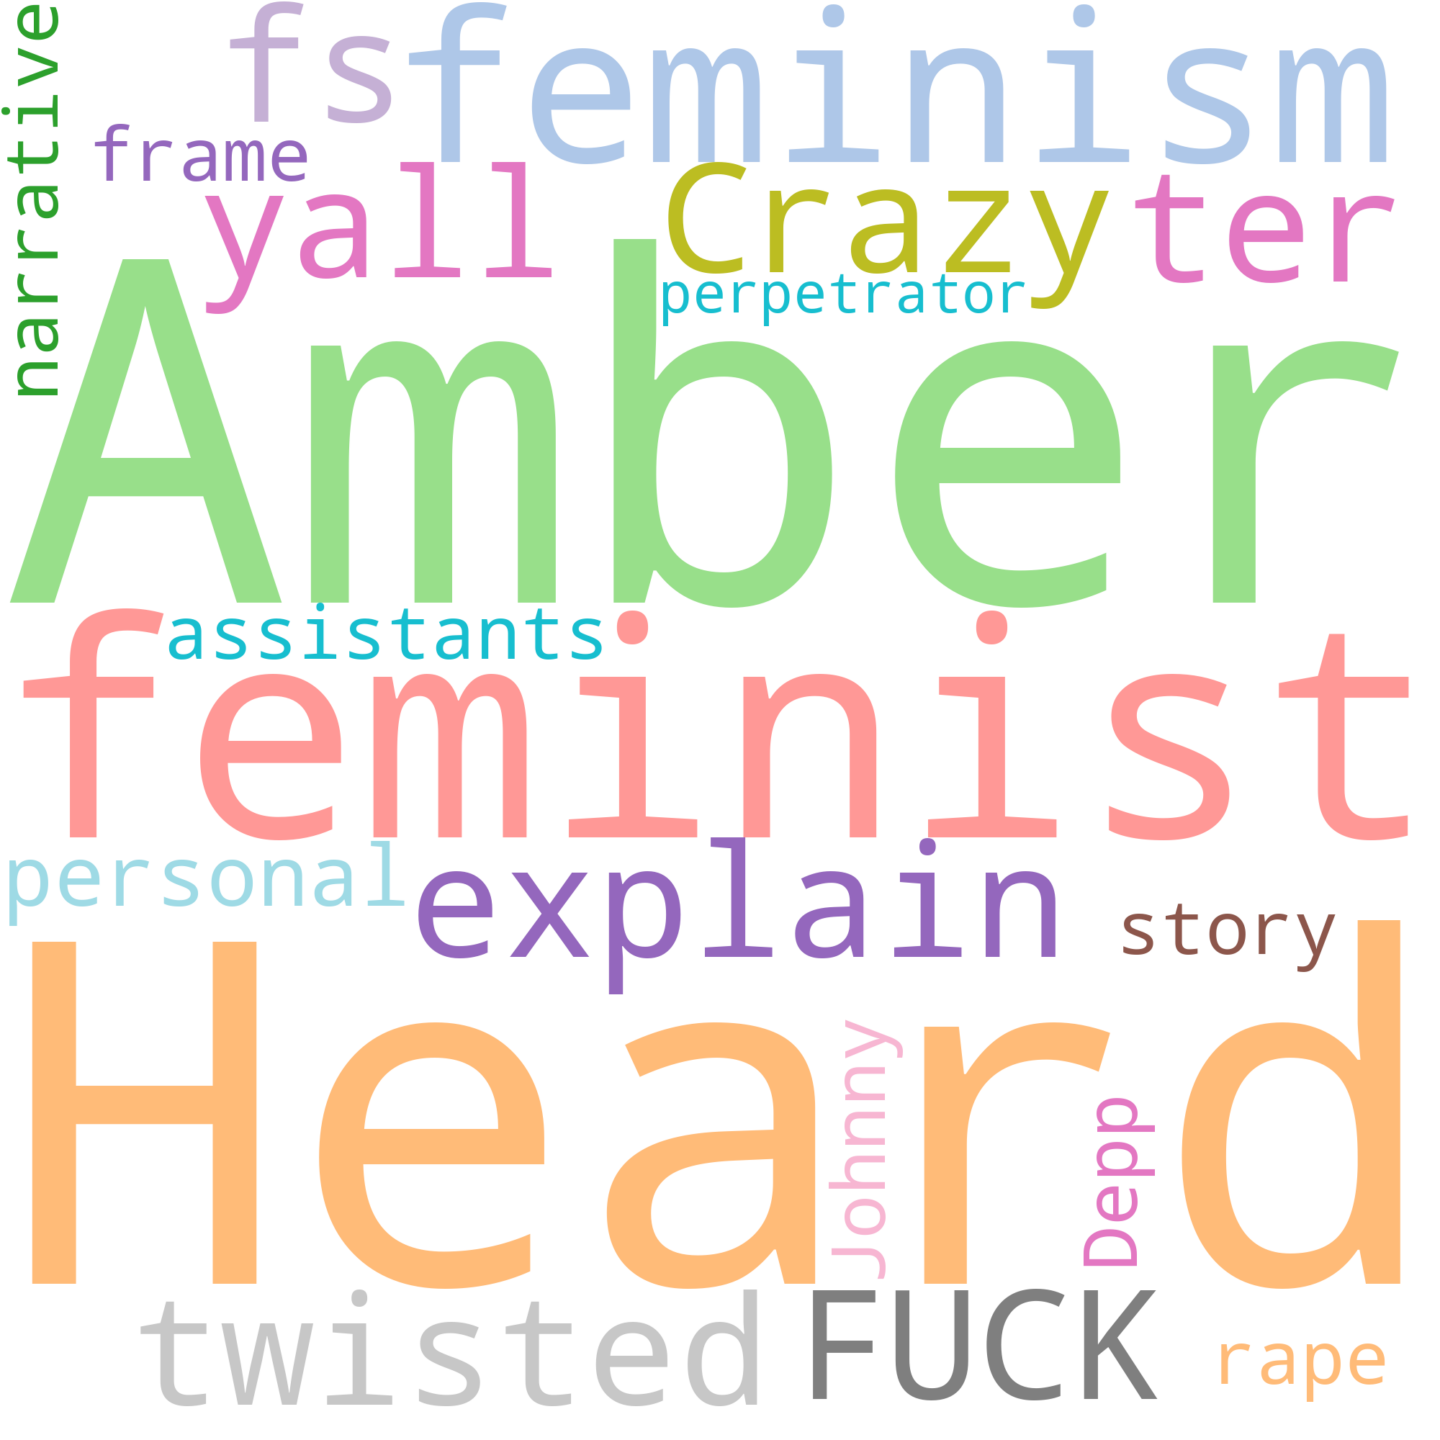 narrative
fs feminism
frame
yall Crazy ter
perpetrator
Amber
assistants
feminist
personal explain story
Heard
Johnny
Depp
twisted FUCK rape